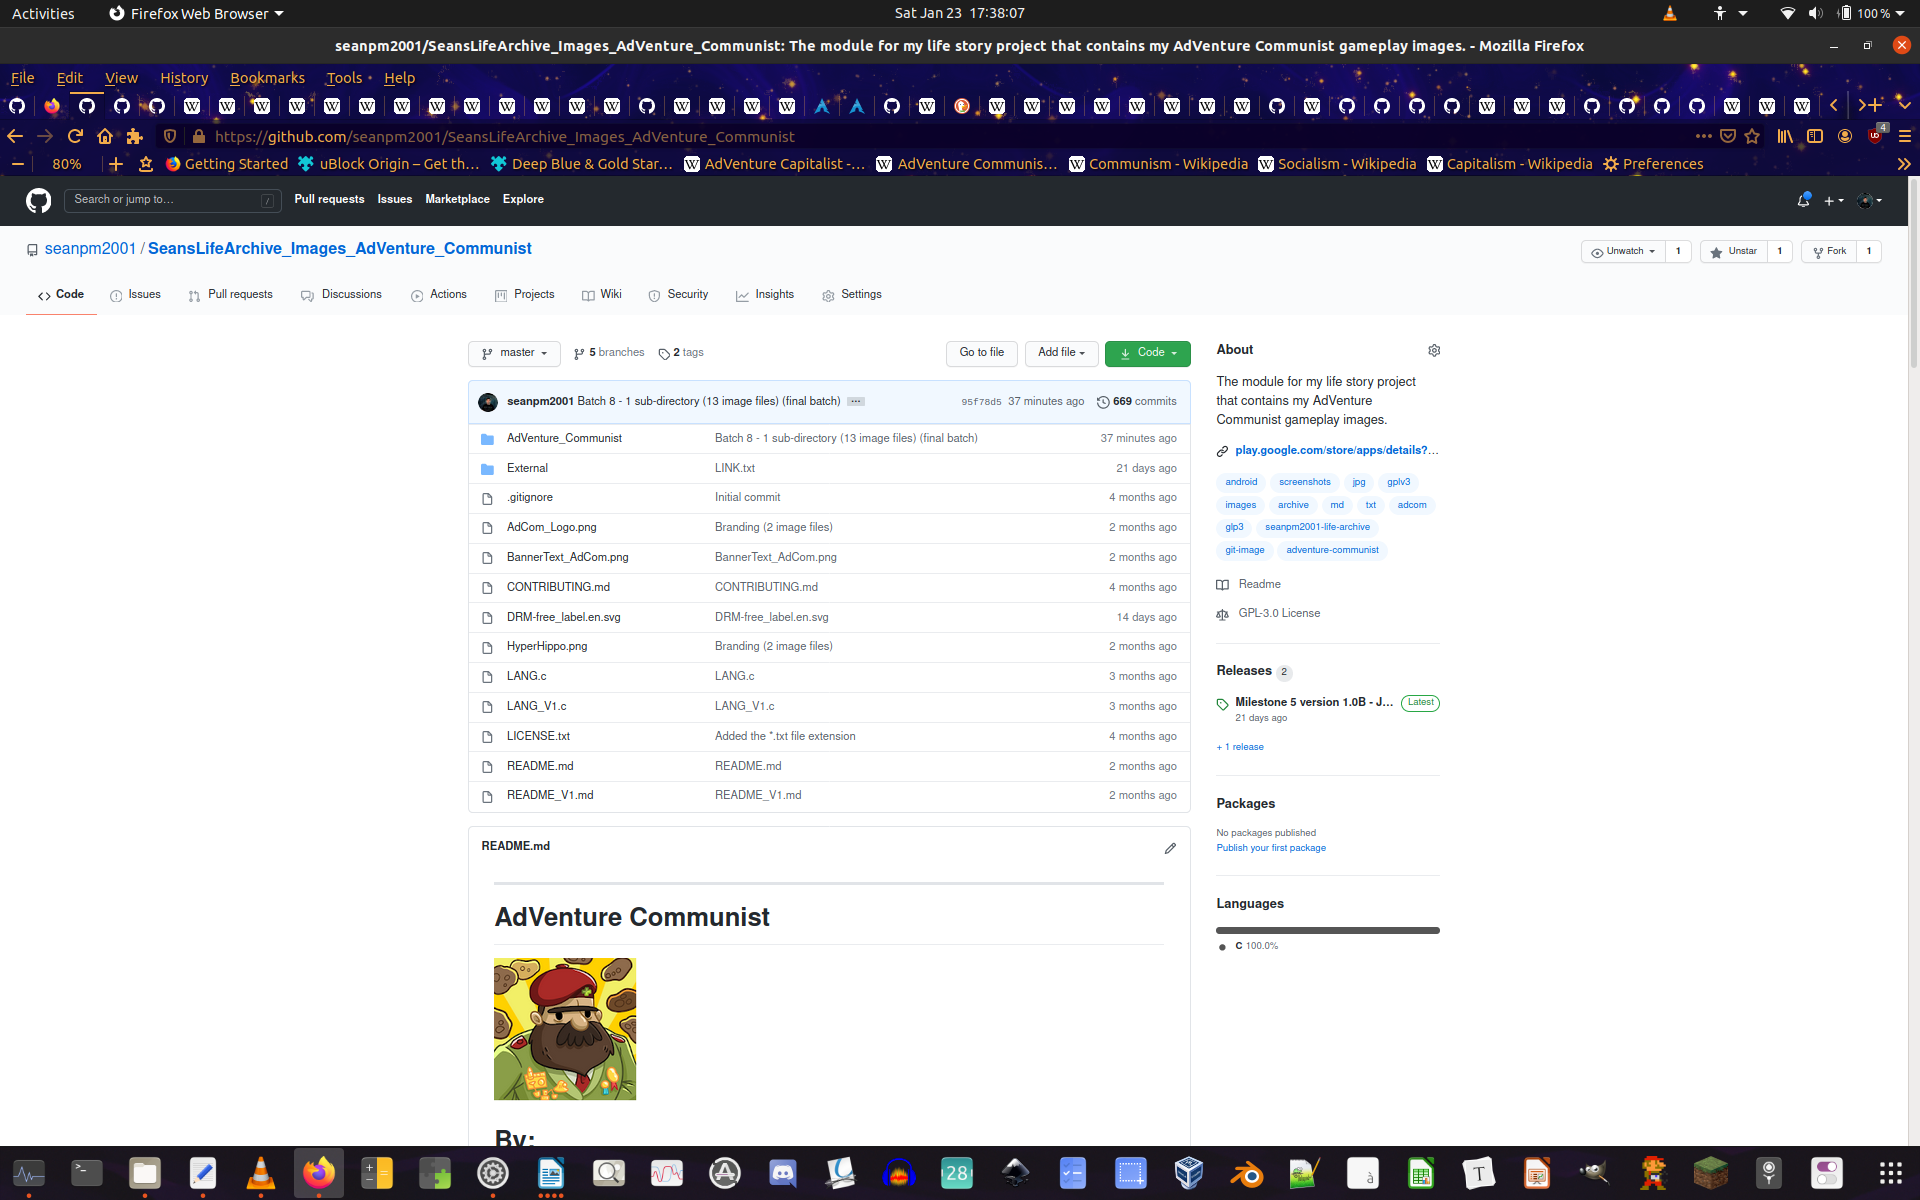 Activities
Firefox Web Browser
Sat Jan 23 17:38:07
100 %
seanpm2001/SeansLifeArchive_Images_AdVenture_Communist: The module for my life story project that contains my AdVenture Communist gameplay images. - Mozilla Firefox
File Edit View History Bookmarks Tools Help
https://github.com/seanpm2001/SeansLifeArchive_Images_AdVenture_Communist
4
80%
Getting Started
uBlock Origin – Get th…
Deep Blue & Gold Star…
AdVenture Capitalist -…
AdVenture Communis…
Communism - Wikipedia
Socialism - Wikipedia
Capitalism - Wikipedia
Preferences
Search or jump to…
/
Pull requests Issues Marketplace Explore
seanpm2001 / SeansLifeArchive_Images_AdVenture_Communist
Unwatch 1
Unstar 1
Fork 1
Code Issues Pull requests Discussions Actions Projects Wiki Security Insights Settings
master 5 branches 2 tags
Go to file Add file Code
seanpm2001 Batch 8 - 1 sub-directory (13 image files) (final batch) ... 95f78d5 37 minutes ago 669 commits
AdVenture_Communist Batch 8 - 1 sub-directory (13 image files) (final batch) 37 minutes ago
External LINK.txt 21 days ago
.gitignore Initial commit 4 months ago
AdCom_Logo.png Branding (2 image files) 2 months ago
BannerText_AdCom.png BannerText_AdCom.png 2 months ago
CONTRIBUTING.md CONTRIBUTING.md 4 months ago
DRM-free_label.en.svg DRM-free_label.en.svg 14 days ago
HyperHippo.png Branding (2 image files) 2 months ago
LANG.c LANG.c 3 months ago
LANG_V1.c LANG_V1.c 3 months ago
LICENSE.txt Added the *.txt file extension 4 months ago
README.md README.md 2 months ago
README_V1.md README_V1.md 2 months ago
README.md
AdVenture Communist
By:
About
The module for my life story project
that contains my AdVenture
Communist gameplay images.
play.google.com/store/apps/details?…
android screenshots jpg gplv3
images archive md txt adcom
glp3 seanpm2001-life-archive
git-image adventure-communist
Readme
GPL-3.0 License
Releases 2
Milestone 5 version 1.0B - J… Latest
21 days ago
+ 1 release
Packages
No packages published
Publish your first package
Languages
C 100.0%
28